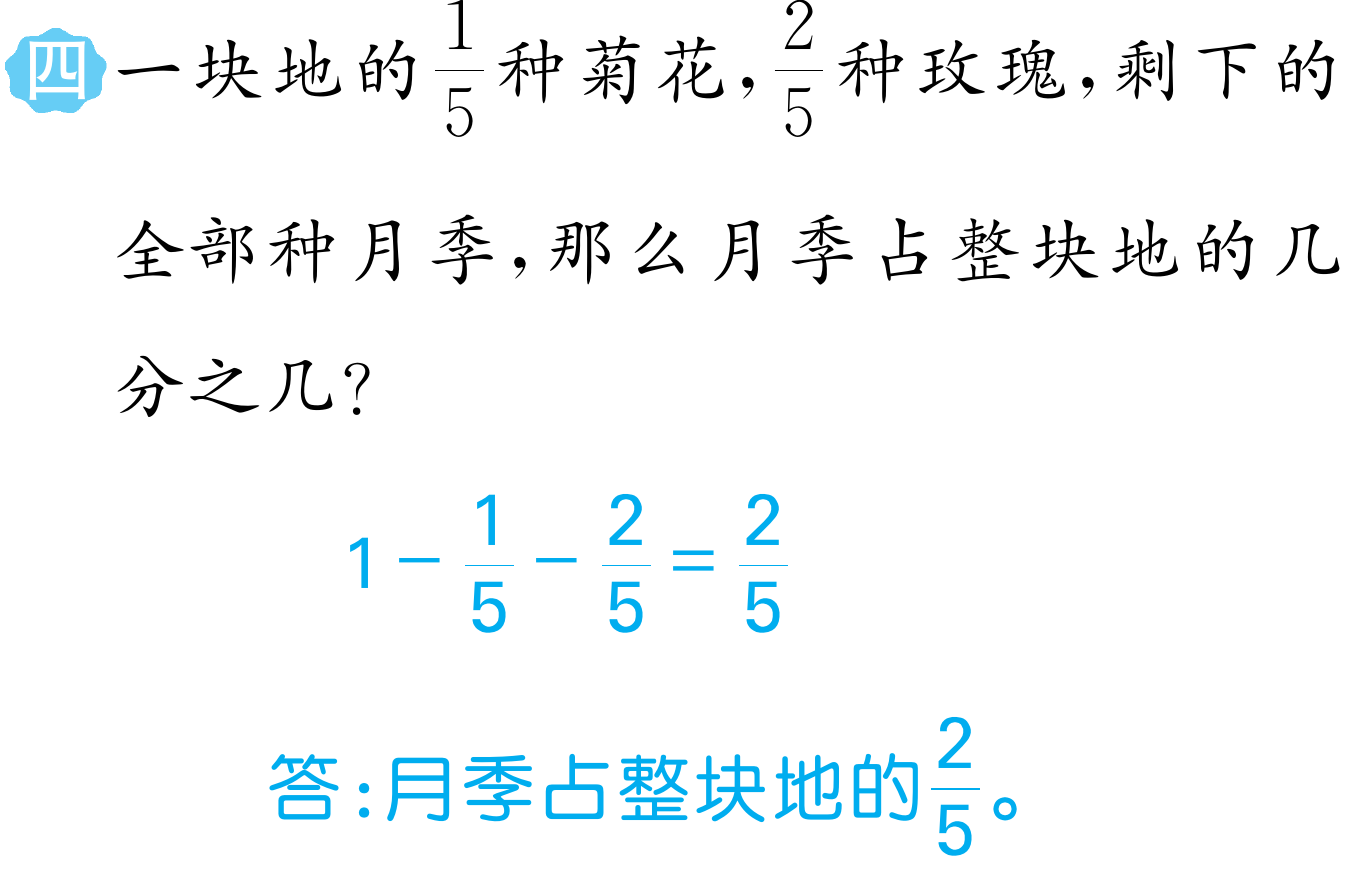 四 一块地的1/5种菊花,2/5种玫瑰,剩下的
全部种月季,那么月季占整块地的几
分之几?
1-1/5-2/5=2/5
答:月季占整块地的2/5。